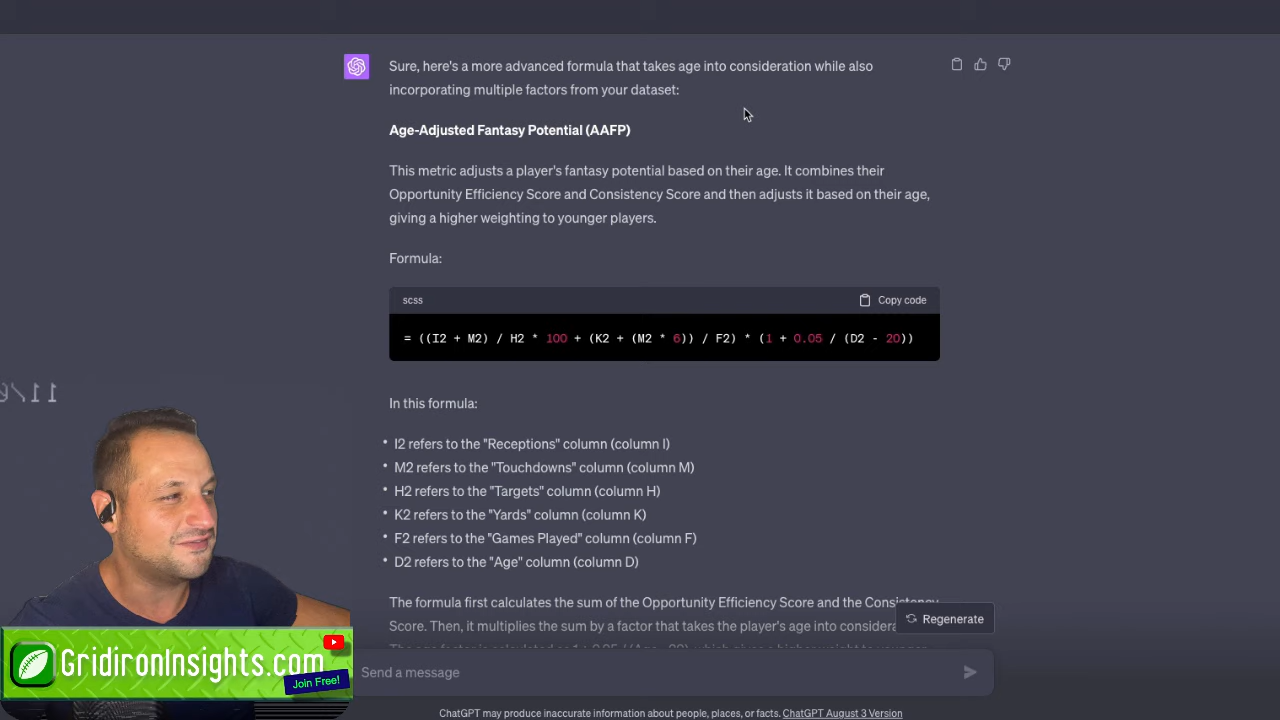 Sure, here's a more advanced formula that takes age into consideration while also
incorporating multiple factors from your dataset:
Age-Adjusted Fantasy Potential (AAFP)
This metric adjusts a player's fantasy potential based on their age. It combines their
Opportunity Efficiency Score and Consistency Score and then adjusts it based on their age,
giving a higher weighting to younger players.
Formula:
scss
Copy code
= ((I2 + M2) / H2 * 100 + (K2 + (M2 * 6)) / F2) * (1 + 0.05 / (D2 - 20))
In this formula:
• I2 refers to the "Receptions" column (column I)
• M2 refers to the "Touchdowns" column (column M)
• H2 refers to the "Targets" column (column H)
• K2 refers to the "Yards" column (column K)
• F2 refers to the "Games Played" column (column F)
• D2 refers to the "Age" column (column D)
The formula first calculates the sum of the Opportunity Efficiency Score and the Consistency
Score. Then, it multiplies the sum by a factor that takes the player's age into
Regenerate
GridironInsights.com
Join Free!
Send a message
ChatGPT may produce inaccurate information about people, places, or facts. ChatGPT August 3 Version